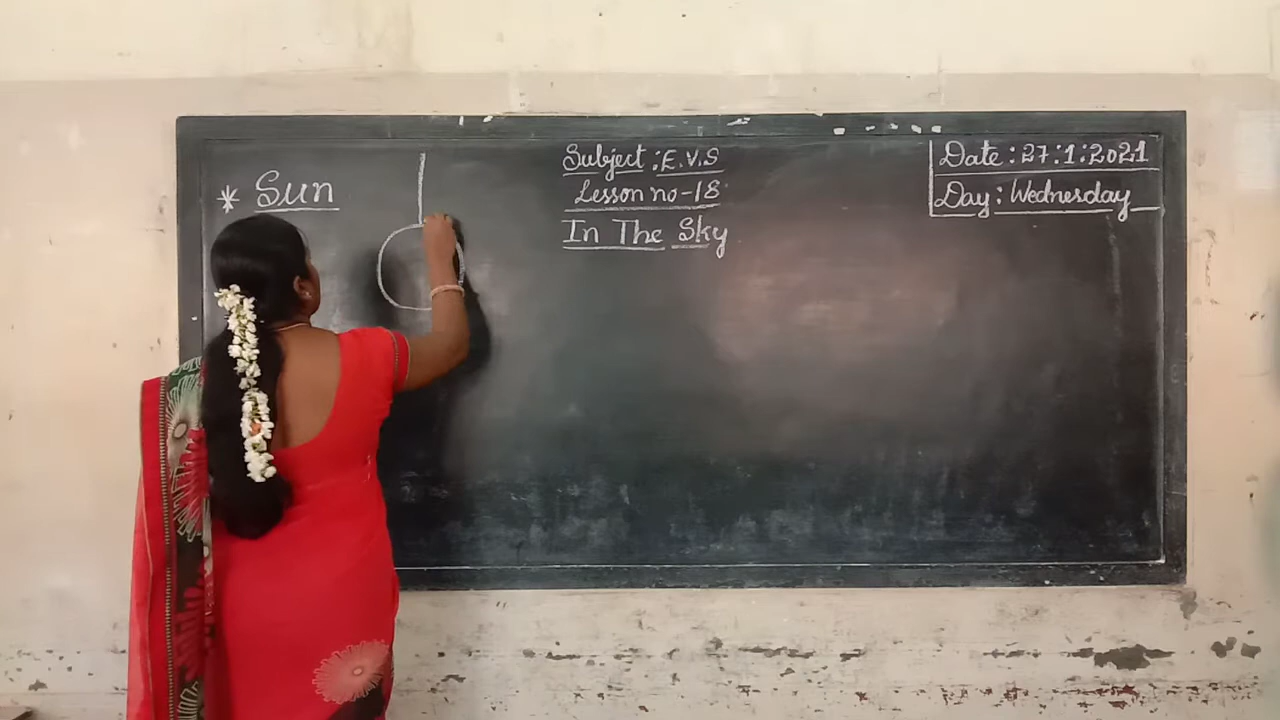 * Sun
Subject : E.V.S
Lesson no-18
In The Sky
Date : 27:1:2021
Day : Wednesday